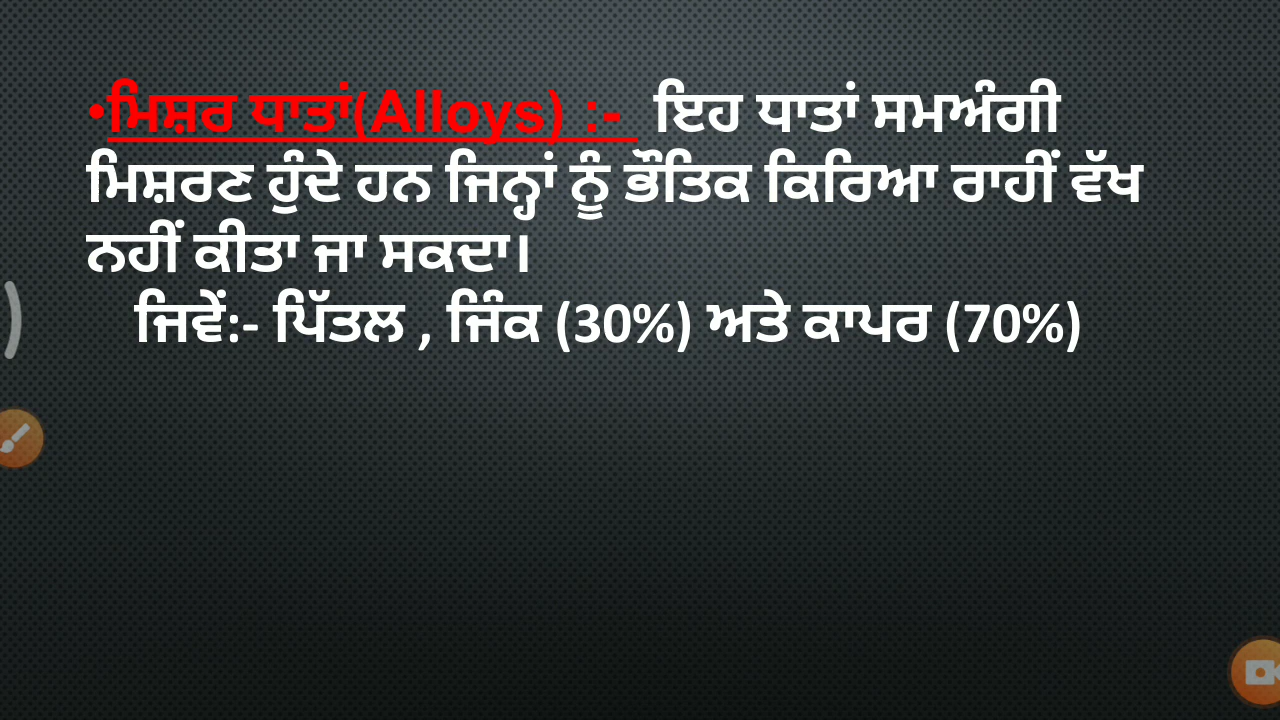 •ਮਿਸ਼ਰ ਧਾਤਾਂ(Alloys) :- ਇਹ ਧਾਤਾਂ ਸਮਅੰਗੀ
ਮਿਸ਼ਰਣ ਹੁੰਦੇ ਹਨ ਜਿਨ੍ਹਾਂ ਨੂੰ ਭੌਤਿਕ ਕਿਰਿਆ ਰਾਹੀਂ ਵੱਖ
ਨਹੀਂ ਕੀਤਾ ਜਾ ਸਕਦਾ।
ਜਿਵੇਂ:- ਪਿੱਤਲ , ਜਿੰਕ (30%) ਅਤੇ ਕਾਪਰ (70%)